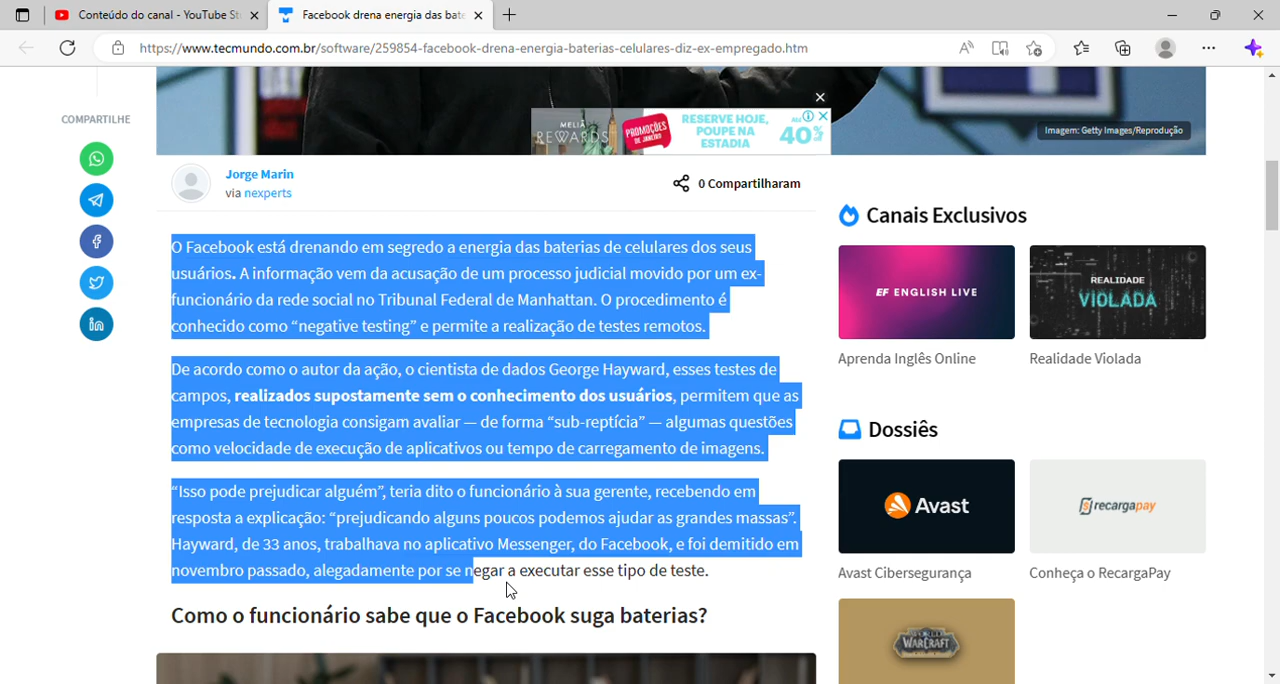 Conteúdo do canal - YouTube St
Facebook drena energia das bate
https://www.tecmundo.com.br/software/259854-facebook-drena-energia-baterias-celulares-diz-ex-empregado.htm
COMPARTILHE
MELIÃ REWARDS
PROMOÇÕES DE JANEIRO
RESERVE HOJE,
POUPE NA
ESTADIA
ATÉ
40%
Imagem: Getty Images/Reprodução
Jorge Marin
via nexperts
0 Compartilharam
O Facebook está drenando em segredo a energia das baterias de celulares dos seus
usuários. A informação vem da acusação de um processo judicial movido por um ex-
funcionário da rede social no Tribunal Federal de Manhattan. O procedimento é
conhecido como “negative testing” e permite a realização de testes remotos.
De acordo como o autor da ação, o cientista de dados George Hayward, esses testes de
campos, realizados supostamente sem o conhecimento dos usuários, permitem que as
empresas de tecnologia consigam avaliar — de forma “sub-reptícia” — algumas questões
como velocidade de execução de aplicativos ou tempo de carregamento de imagens.
“Isso pode prejudicar alguém”, teria dito o funcionário à sua gerente, recebendo em
resposta a explicação: “prejudicando alguns poucos podemos ajudar as grandes massas”.
Hayward, de 33 anos, trabalhava no aplicativo Messenger, do Facebook, e foi demitido em
novembro passado, alegadamente por se negar a executar esse tipo de teste.
Como o funcionário sabe que o Facebook suga baterias?
Canais Exclusivos
EF ENGLISH LIVE
REALIDADE
VIOLADA
Aprenda Inglês Online
Realidade Violada
Dossiês
Avast
recargapay
Avast Cibersegurança
Conheça o RecargaPay
WORLD
WARCRAFT